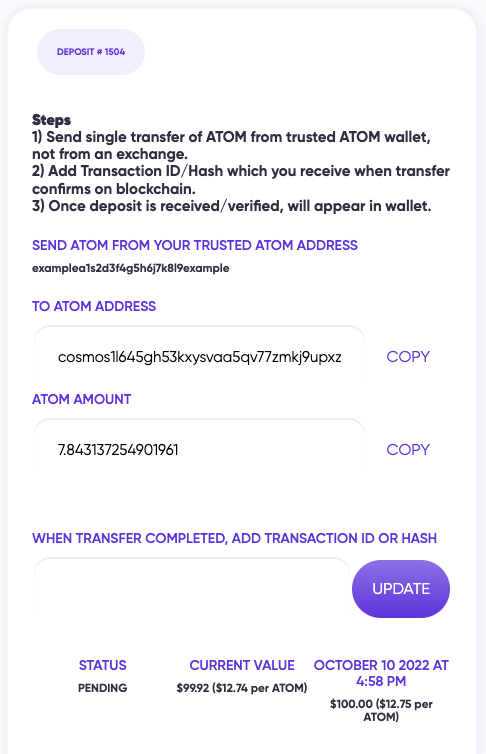 DEPOSIT # 1504
Steps
1) Send single transfer of ATOM from trusted ATOM wallet,
not from an exchange.
2) Add Transaction ID/Hash which you receive when transfer
confirms on blockchain.
3) Once deposit is received/verified, will appear in wallet.
SEND ATOM FROM YOUR TRUSTED ATOM ADDRESS
examplea1s2d3f4g5h6j7k8l9example
TO ATOM ADDRESS
cosmos1l645gh53kxysvaa5qv77zmkj9upxz
COPY
ATOM AMOUNT
7.843137254901961
COPY
WHEN TRANSFER COMPLETED, ADD TRANSACTION ID OR HASH
UPDATE
STATUS
PENDING
CURRENT VALUE
$99.92 ($12.74 per ATOM)
OCTOBER 10 2022 AT
4:58 PM
$100.00 ($12.75 per
ATOM)